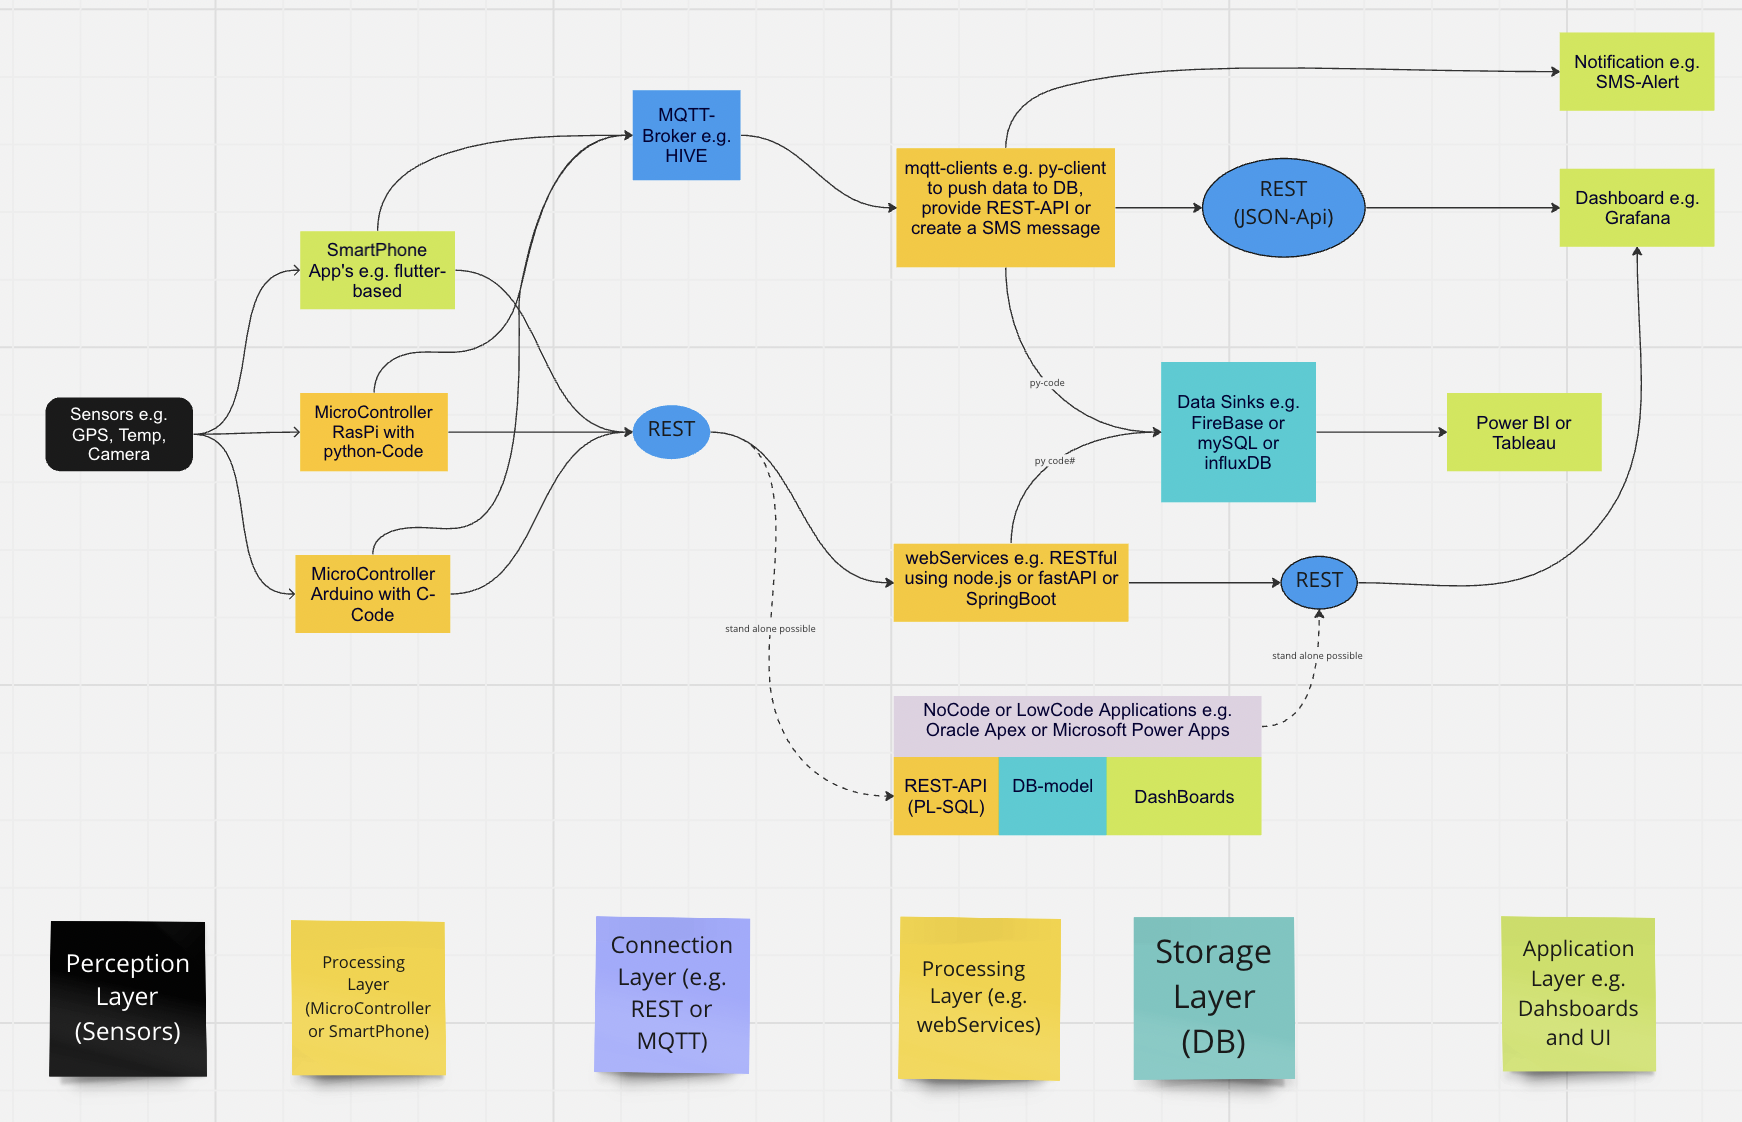 Notification e.g.
SMS-Alert
MQTT-
Broker e.g.
HIVE
mqtt-clients e.g. py-client
to push data to DB,
provide REST-API or
create a SMS message
REST
(JSON-Api)
Dashboard e.g.
Grafana
SmartPhone
App's e.g. flutter-
based
py-code
Sensors e.g.
GPS, Temp,
Camera
MicroController
RasPi with
python-Code
REST
Data Sinks e.g.
FireBase or
mySQL or
influxDB
Power BI or
Tableau
py code#
MicroController
Arduino with C-
Code
webServices e.g. RESTful
using node.js or fastAPI or
SpringBoot
REST
stand alone possible
stand alone possible
NoCode or LowCode Applications e.g.
Oracle Apex or Microsoft Power Apps
REST-API
(PL-SQL)
DB-model
DashBoards
Perception
Layer
(Sensors)
Processing
Layer
(MicroController
or SmartPhone)
Connection
Layer (e.g.
REST or
MQTT)
Processing
Layer (e.g.
webServices)
Storage
Layer
(DB)
Application
Layer e.g.
Dahsboards
and UI